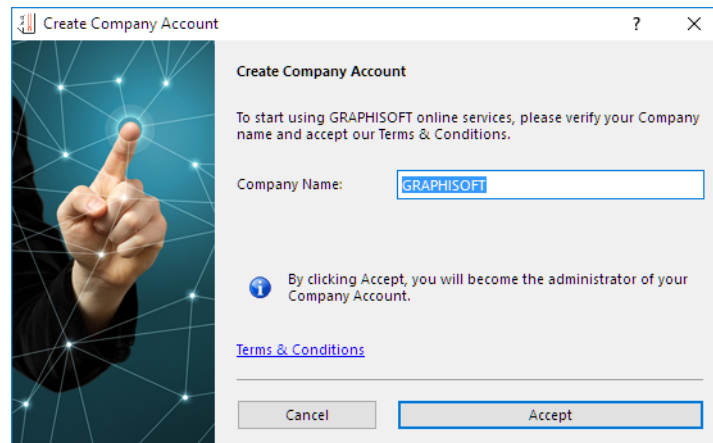 Create Company Account
?
Create Company Account
To start using GRAPHISOFT online services, please verify your Company
name and accept our Terms & Conditions.
Company Name:
GRAPHISOFT
By clicking Accept, you will become the administrator of your
Company Account.
Terms & Conditions
Cancel
Accept